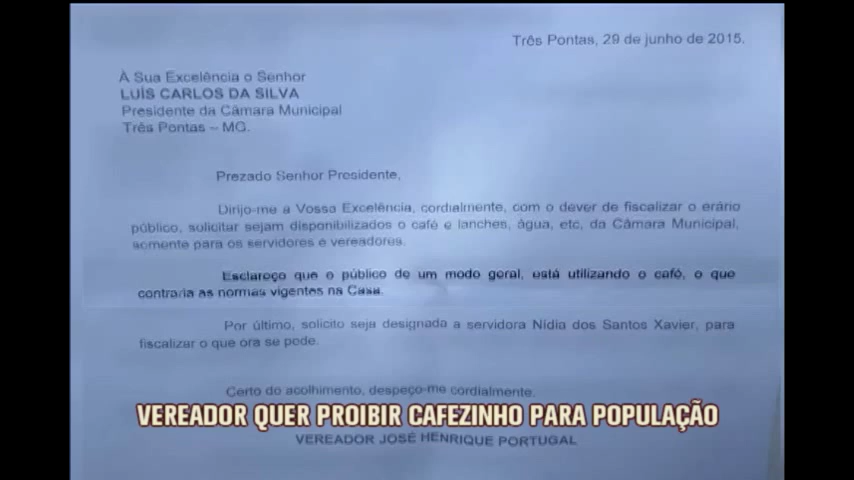 Três Pontas, 29 de junho de 2015.
À Sua Excelência o Senhor
LUÍS CARLOS DA SILVA
Presidente da Câmara Municipal
Três Pontas – MG.
Prezado Senhor Presidente,
Dirijo-me a Vossa Excelência, cordialmente, com o dever de fiscalizar o erário
público, solicitar sejam disponibilizados o café e lanches, água, etc, da Câmara Municipal,
somente para os servidores e vereadores.
Esclareço que o público de um modo geral, está utilizando o café, o que
contraria as normas vigentes na Casa.
Por último, solicito seja designada a servidora Nídia dos Santos Xavier, para
fiscalizar o que ora se pede.
Certo do acolhimento, despeço-me cordialmente.
VEREADOR QUER PROIBIR CAFEZINHO PARA POPULAÇÃO
VEREADOR JOSÉ HENRIQUE PORTUGAL